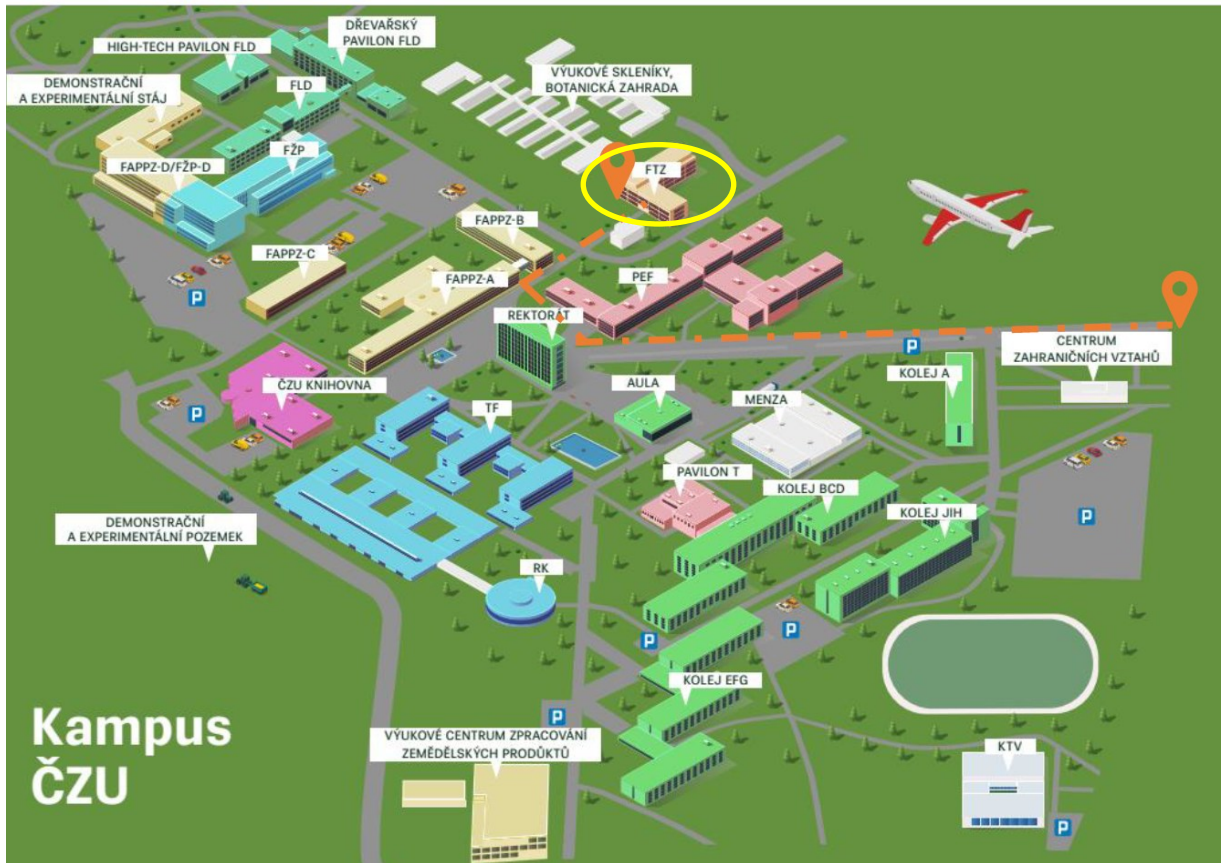 DŘEVAŘSKÝ
PAVILON FLD
HIGH-TECH PAVILON FLD
VÝUKOVÉ SKLENÍKY,
BOTANICKÁ ZAHRADA
DEMONSTRAČNÍ
A EXPERIMENTÁLNÍ STÁJ
FLD
FŽP
FAPPZ-D/FŽP-D
FTZ
FAPPZ-B
FAPPZ-C
FAPPZ-A
PEF
P
REKTORÁT
P
CENTRUM
ZAHRANIČNÍCH VZTAHŮ
KOLEJ A
ČZU KNIHOVNA
AULA
MENZA
P
TF
PAVILON T
KOLEJ BCD
KOLEJ JIH
P
DEMONSTRAČNÍ
A EXPERIMENTÁLNÍ POZEMEK
RK
P
P
KOLEJ EFG
P
VÝUKOVÉ CENTRUM ZPRACOVÁNÍ
ZEMĚDĚLSKÝCH PRODŮKTŮ
KTV
P
Kampus
ČZU